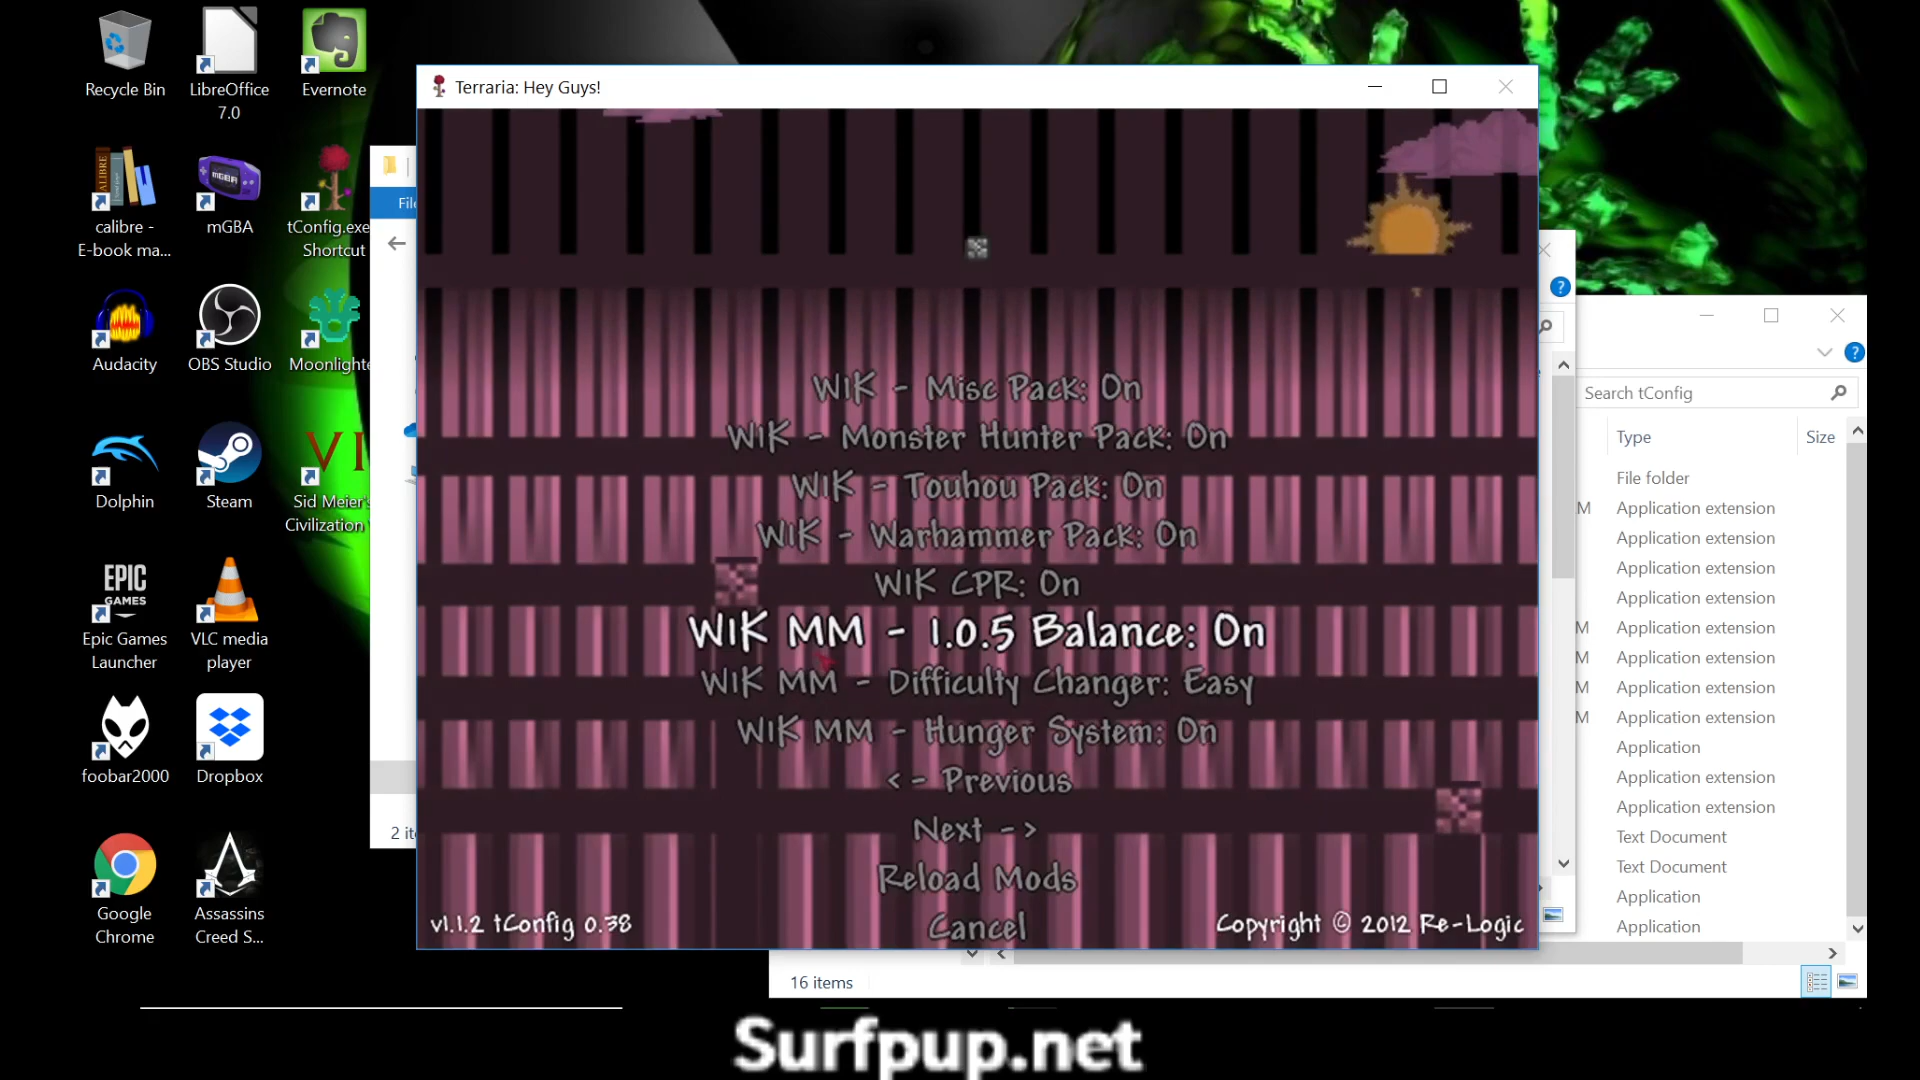 Recycle Bin
LibreOffice
7.0
Evernote
calibre -
E-book ma...
mGBA
tConfig.exe
Shortcut
Audacity
OBS Studio
Moonlighte
Dolphin
Steam
Sid Meier's
Civilization
EPIC
GAMES
Epic Games
Launcher
VLC media
player
foobar2000
Dropbox
Google
Chrome
Assassins
Creed S...
Terraria: Hey Guys!
WIK - Misc Pack: On
WIK - Monster Hunter Pack: On
WIK - Touhou Pack: On
WIK - Warhammer Pack: On
WIK CPR: On
WIK MM - 1.0.5 Balance: On
WIK MM - Difficulty Changer: Easy
WIK MM - Hunger System: On
<- Previous
Next ->
Reload Mods
Cancel
v1.1.2 tConfig 0.38
Copyright © 2012 Re-Logic
Search tConfig
Type
Size
File folder
M Application extension
Application extension
Application extension
Application extension
M Application extension
M Application extension
M Application extension
M Application extension
Application
Application extension
Application extension
Text Document
Text Document
Application
Application
16 items
Surfpup.net